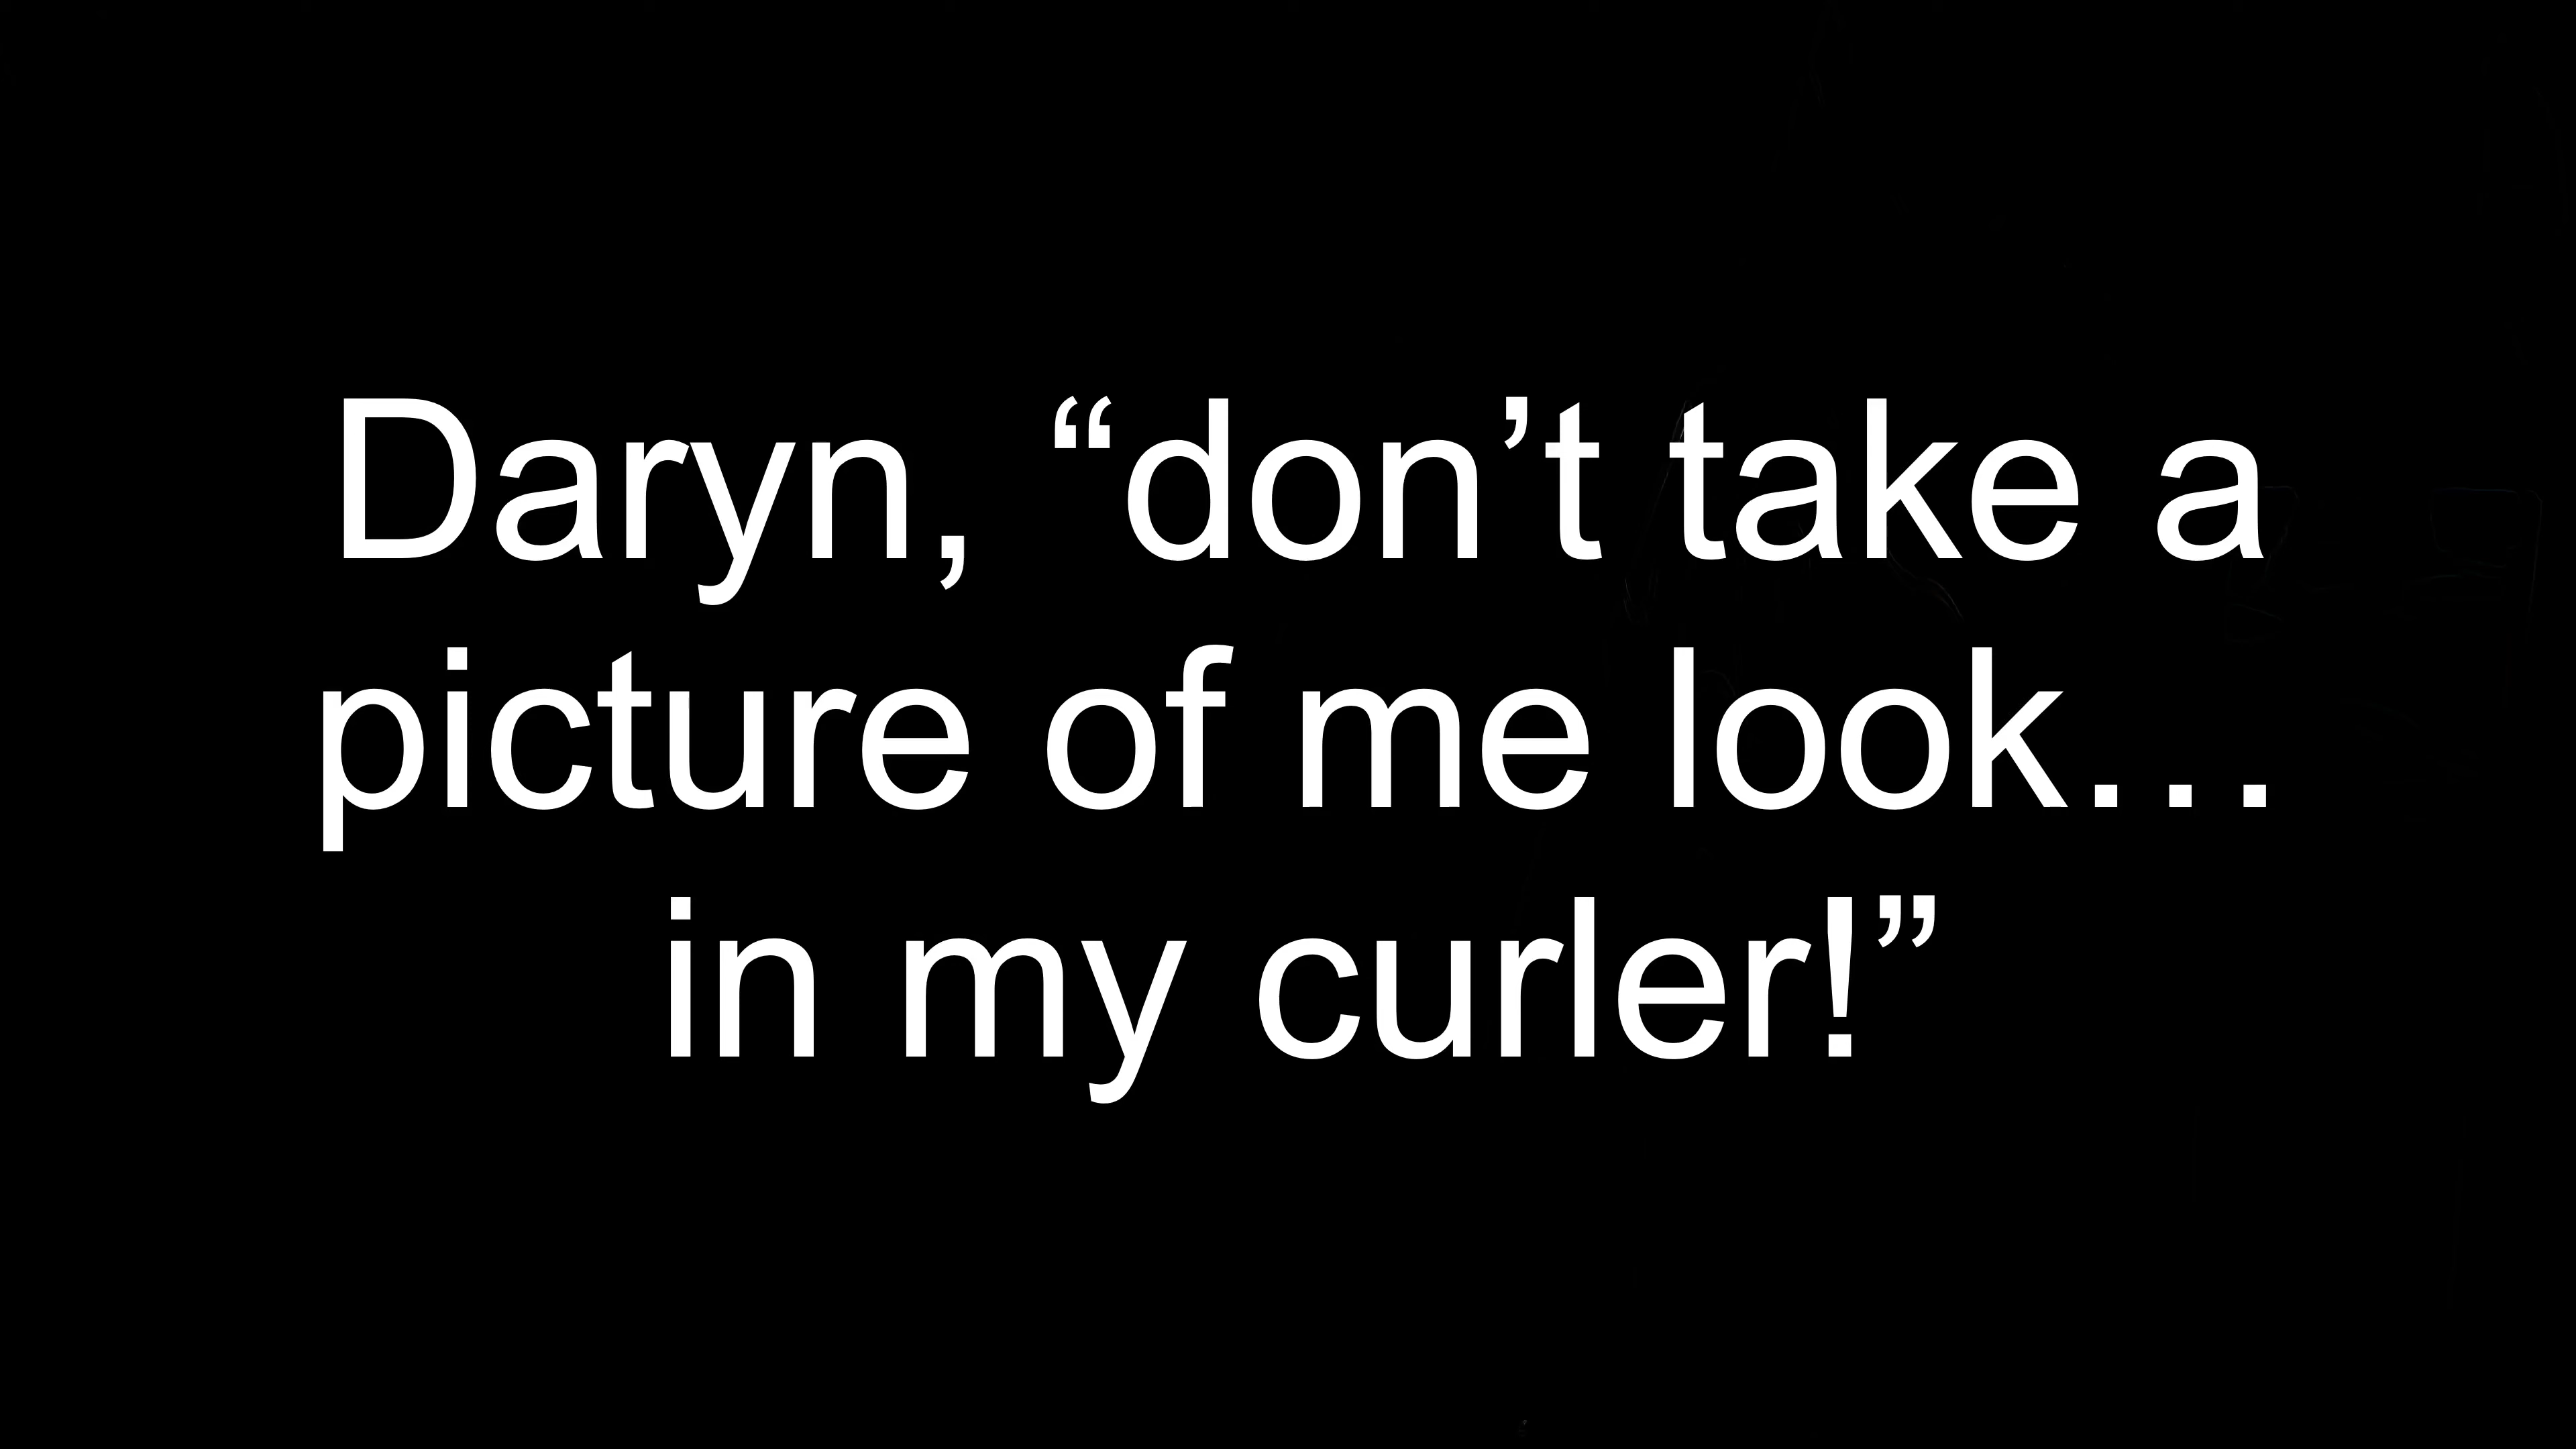 Daryn, “don’t take a
picture of me look…
in my curler!”